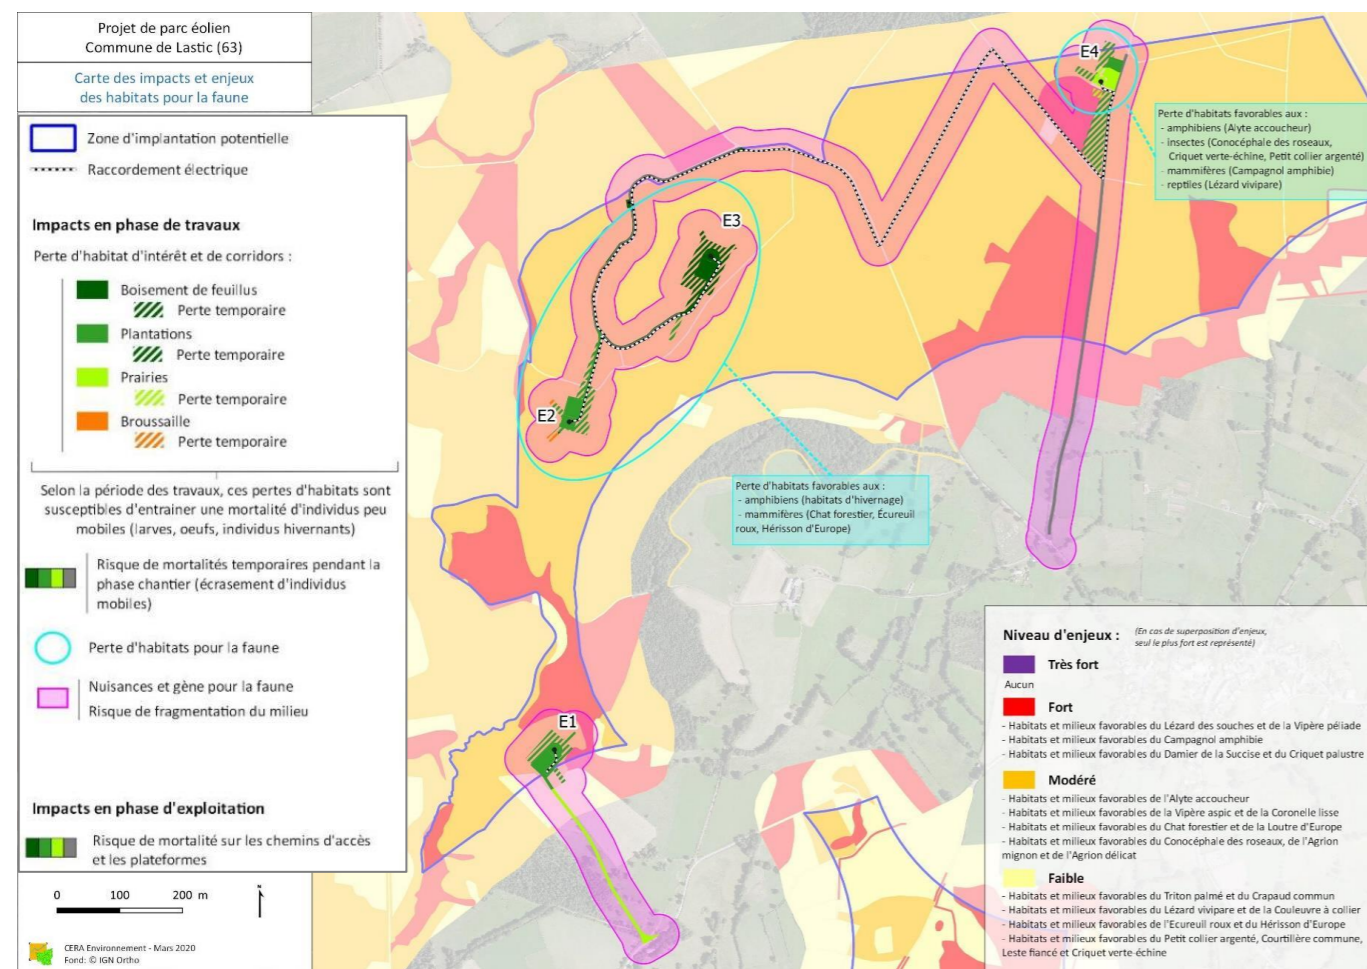 Projet de parc éolien
Commune de Lastic (63)
Carte des impacts et enjeux
des habitats pour la faune
Zone d'implantation potentielle
Raccordement électrique
Impacts en phase de travaux
Perte d'habitat d'intérêt et de corridors :
Boisement de feuillus
Perte temporaire
Plantations
Perte temporaire
Prairies
Perte temporaire
Broussaille
Perte temporaire
Selon la période des travaux, ces pertes d'habitats sont
susceptibles d'entrainer une mortalité d'individus peu
mobiles (larves, oeufs, individus hivernants)
Risque de mortalités temporaires pendant la
phase chantier (écrasement d'individus
mobiles)
Perte d'habitats pour la faune
Nuisances et gène pour la faune
Risque de fragmentation du milieu
Impacts en phase d'exploitation
Risque de mortalité sur les chemins d'accès
et les plateformes
0 100 200 m
N
CERA Environnement - Mars 2020
Fond: © IGN Ortho
E4
Perte d'habitats favorables aux :
- amphibiens (Alyte accoucheur)
- insectes (Conocéphale des roseaux,
Criquet verte-échine, Petit collier argenté)
- mammifères (Campagnol amphibie)
- reptiles (Lézard vivipare)
E3
E2
Perte d'habitats favorables aux :
- amphibiens (habitats d'hivernage)
- mammifères (Chat forestier, Écureuil
roux, Hérisson d'Europe)
E1
Niveau d'enjeux :
(En cas de superposition d'enjeux,
seul le plus fort est représenté)
Très fort
Aucun
Fort
- Habitats et milieux favorables du Lézard des souches et de la Vipère péliade
- Habitats et milieux favorables du Campagnol amphibie
- Habitats et milieux favorables du Damier de la Succise et du Criquet palustre
Modéré
- Habitats et milieux favorables de l'Alyte accoucheur
- Habitats et milieux favorables de la Vipère aspic et de la Coronelle lisse
- Habitats et milieux favorables du Chat forestier et de la Loutre d'Europe
- Habitats et milieux favorables du Conocéphale des roseaux, de l'Agrion
mignon et de l'Agrion délicat
Faible
- Habitats et milieux favorables du Triton palmé et du Crapaud commun
- Habitats et milieux favorables du Lézard vivipare et de la Couleuvre à collier
- Habitats et milieux favorables de l'Ecureuil roux et du Hérisson d'Europe
- Habitats et milieux favorables du Petit collier argenté, Courtilière commune,
Leste fiancé et Criquet verte-échine